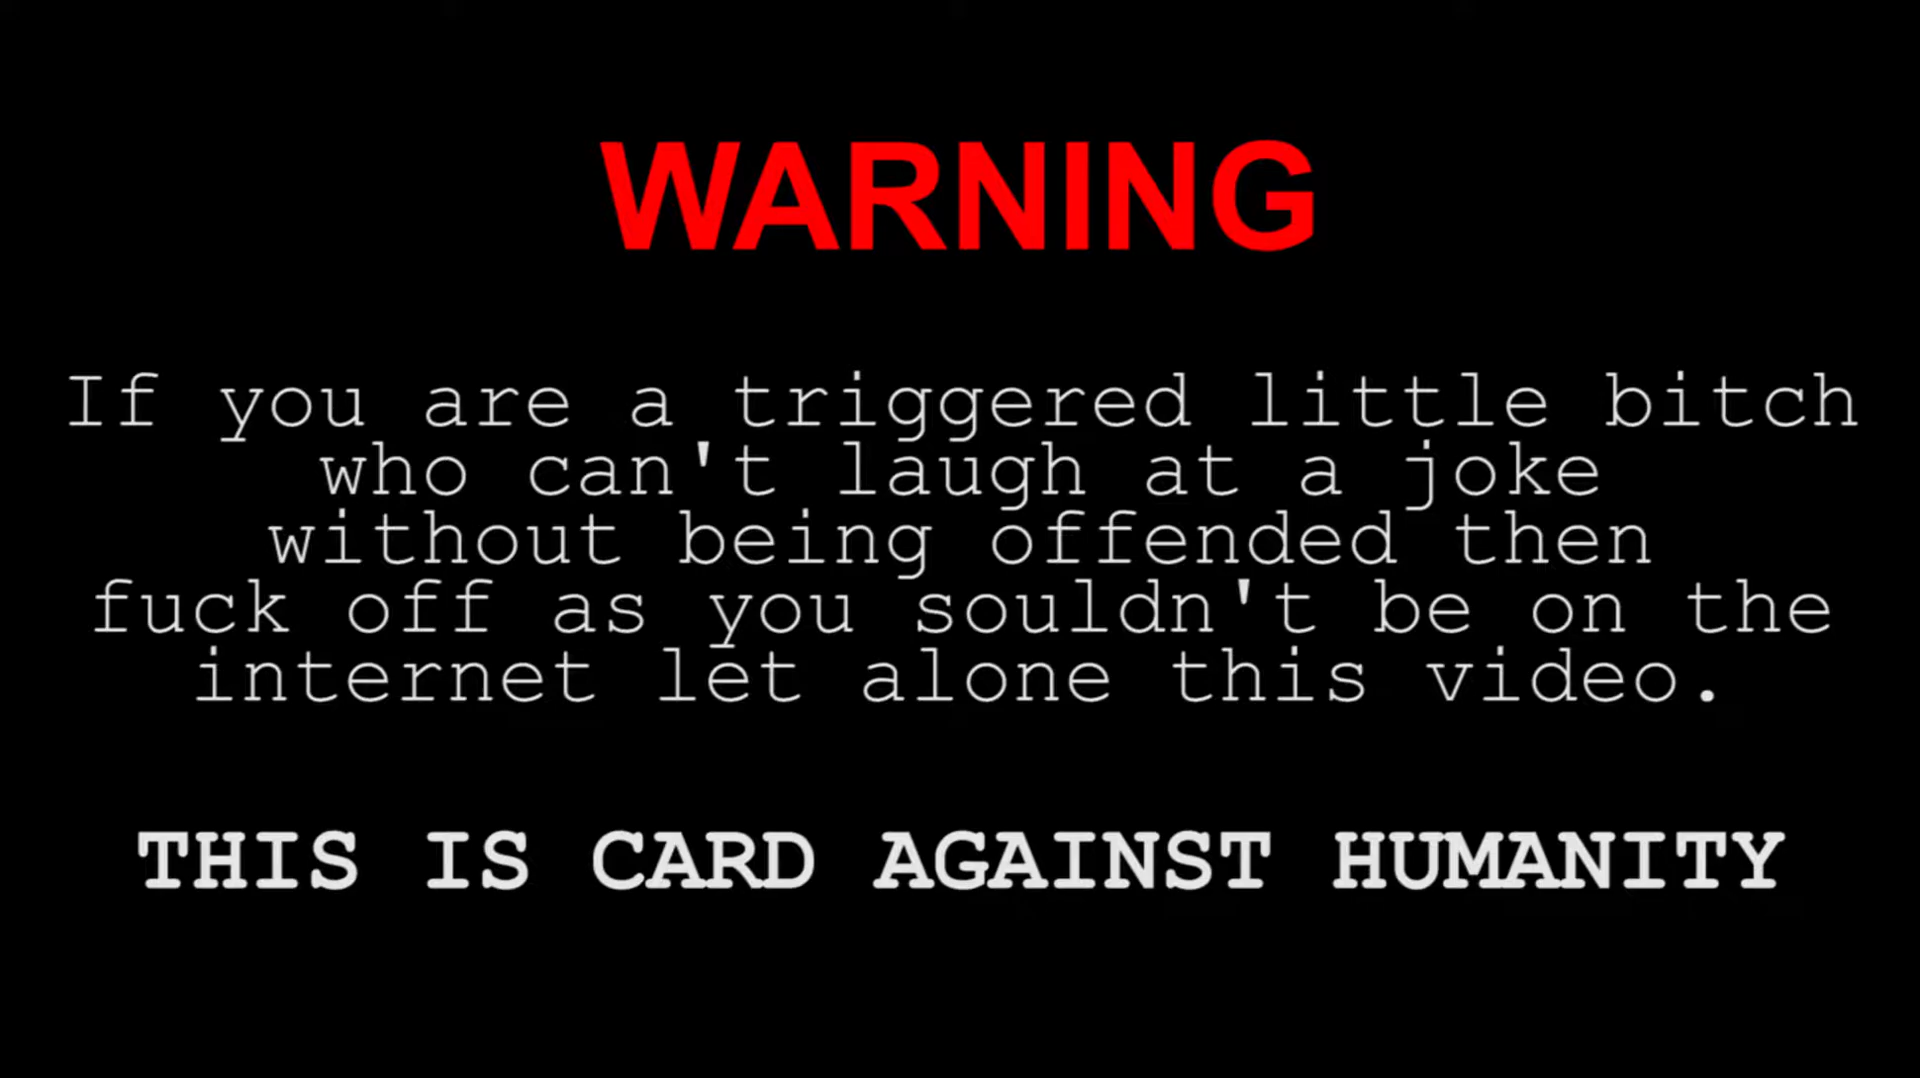 WARNING
If you are a triggered little bitch
who can't laugh at a joke
without being offended then
fuck off as you souldn't be on the
internet let alone this video.
THIS IS CARD AGAINST HUMANITY